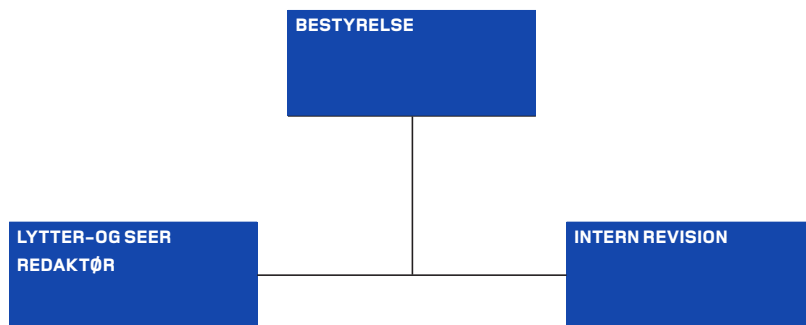 BESTYRELSE
LYTTER-OG SEER
REDAKTØR
INTERN REVISION